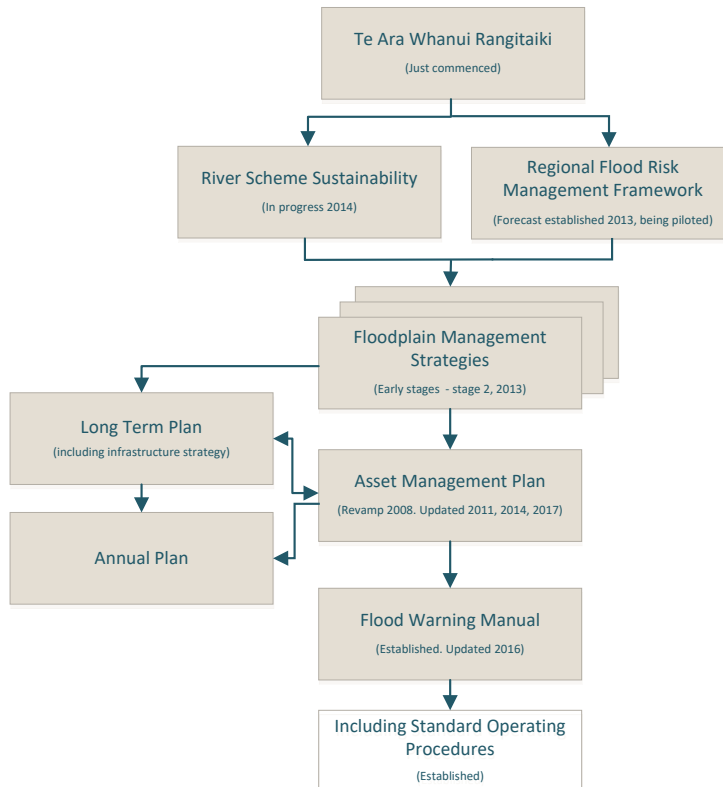 Te Ara Whanui Rangitaiki
(Just commenced)
River Scheme Sustainability
(In progress 2014)
Regional Flood Risk
Management Framework
(Forecast established 2013, being piloted)
Floodplain Management
Strategies
(Early stages - stage 2, 2013)
Long Term Plan
(including infrastructure strategy)
Asset Management Plan
(Revamp 2008. Updated 2011, 2014, 2017)
Annual Plan
Flood Warning Manual
(Established. Updated 2016)
Including Standard Operating
Procedures
(Established)